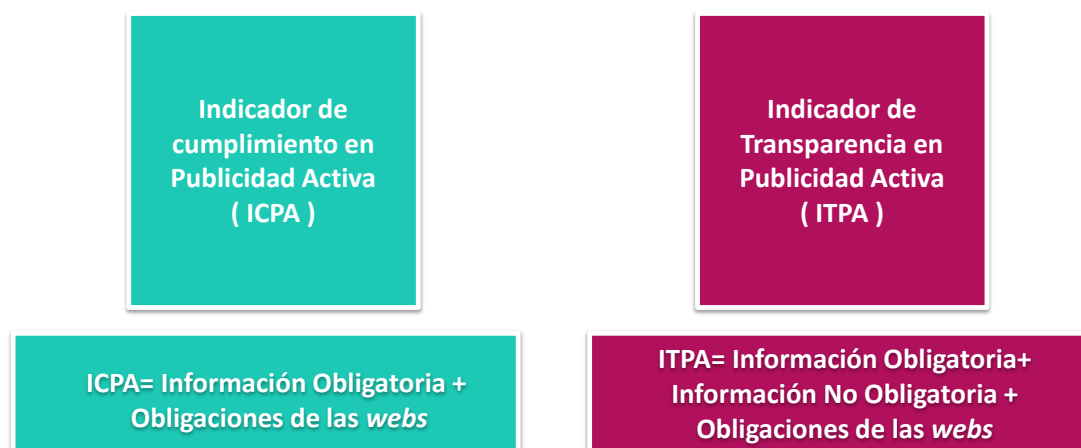 Indicador de
cumplimiento en
Publicidad Activa
( ICPA )
Indicador de
Transparencia en
Publicidad Activa
( ITPA )
ICPA= Información Obligatoria +
Obligaciones de las webs
ITPA= Información Obligatoria+
Información No Obligatoria +
Obligaciones de las webs